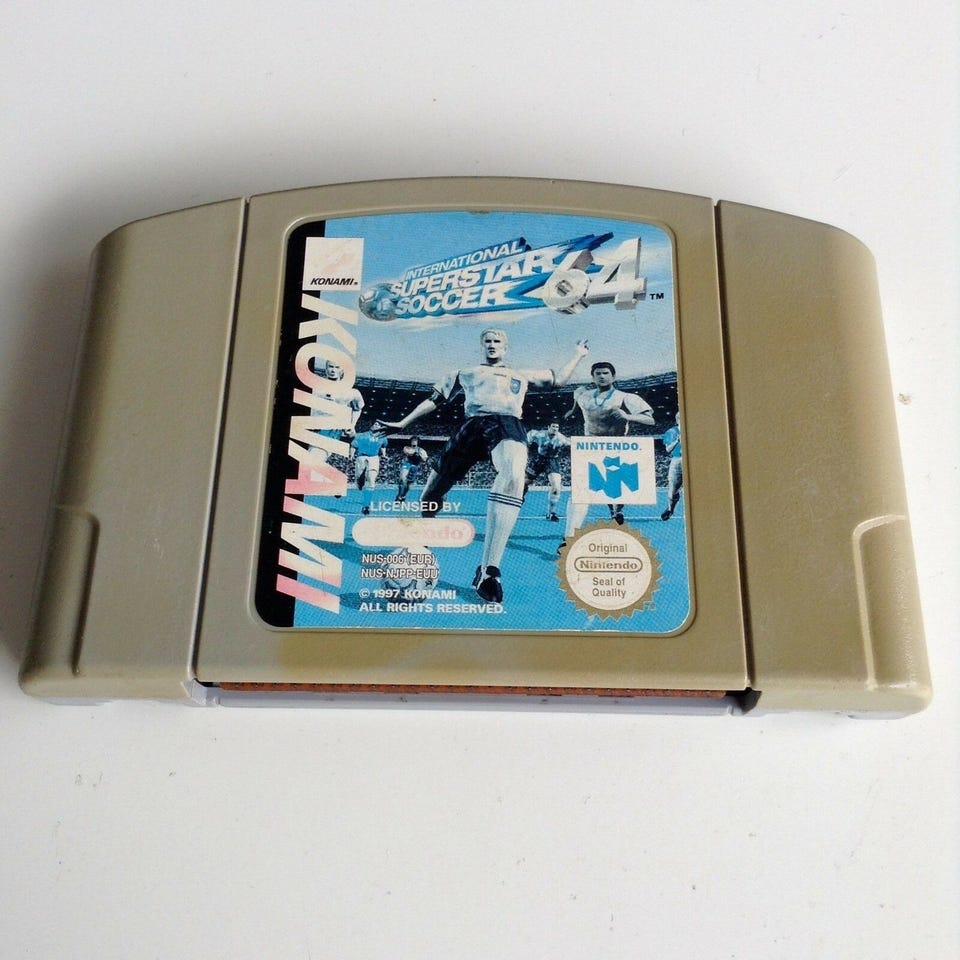 KONAMI
KONAMI
INTERNATIONAL
SUPERSTAR
SOCCER 64 ™
NINTENDO
N
LICENSED BY
Nintendo
NUS-006 (EUR)
NUS-NJPP-EUU
© 1997 KONAMI
ALL RIGHTS RESERVED.
Original
Nintendo
Seal of
Quality